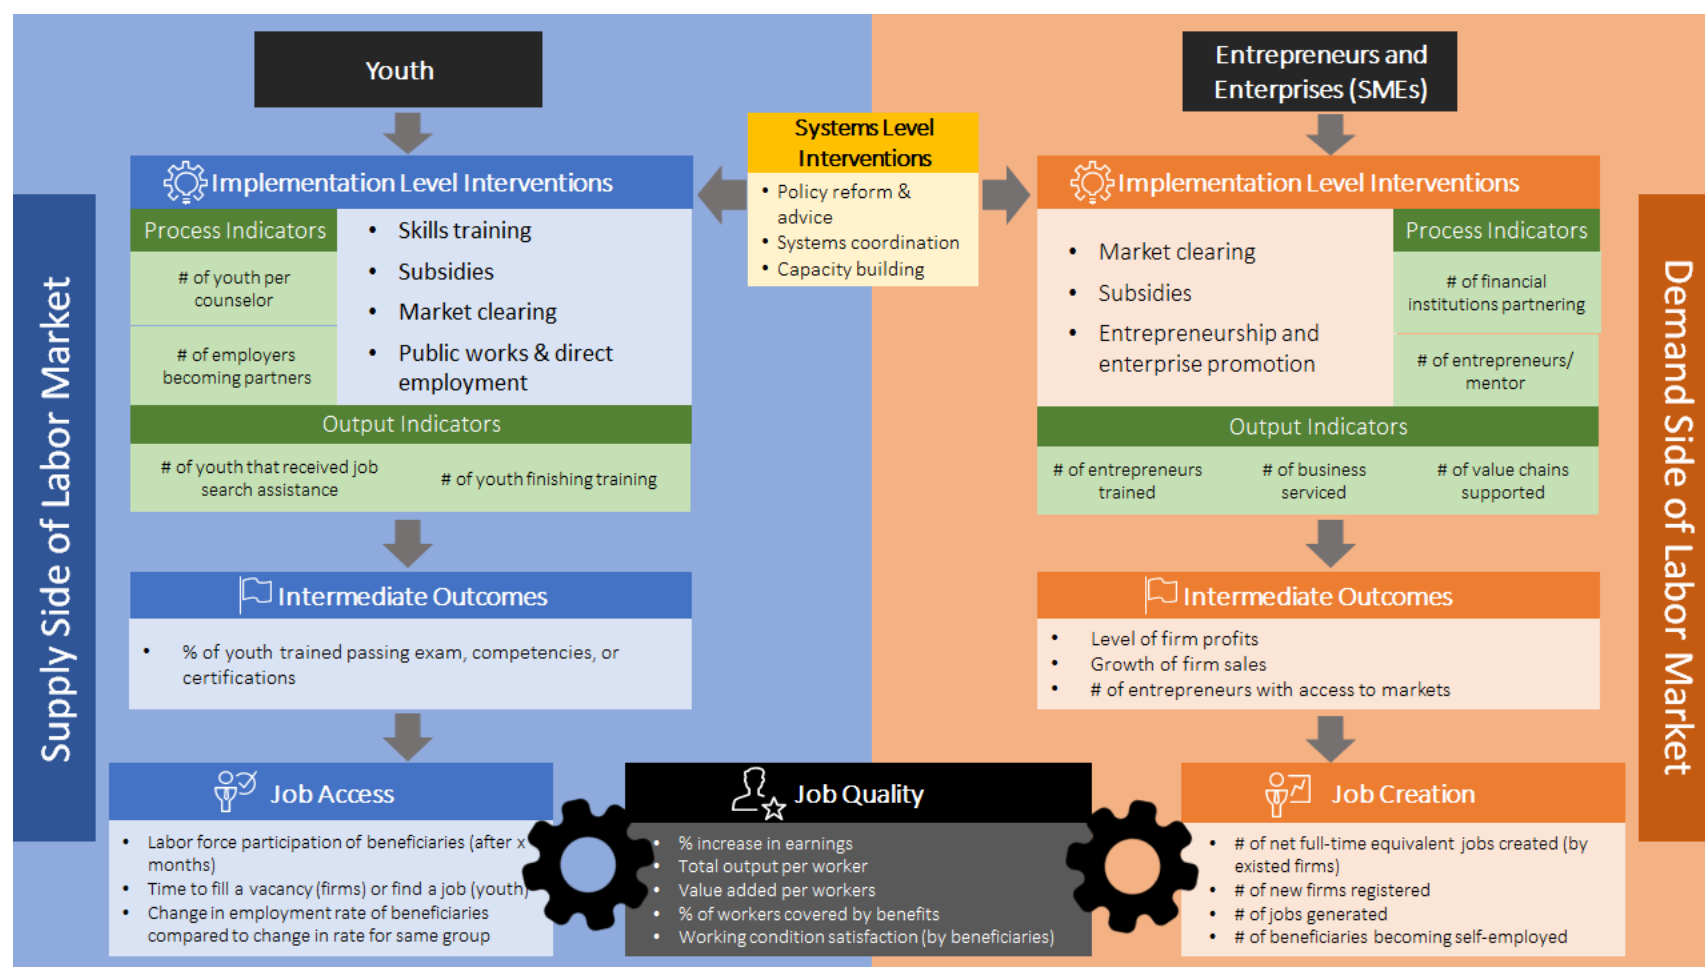 Youth
Entrepreneurs and
Enterprises (SMEs)
Systems Level
Interventions
• Policy reform &
advice
• Systems coordination
• Capacity building
Supply Side of Labor Market
Implementation Level Interventions
Process Indicators
# of youth per
counselor
# of employers
becoming partners
• Skills training
• Subsidies
• Market clearing
• Public works & direct
employment
Output Indicators
# of youth that received job
search assistance
# of youth finishing training
Intermediate Outcomes
• % of youth trained passing exam, competencies, or
certifications
Job Access
• Labor force participation of beneficiaries (after x
months)
• Time to fill a vacancy (firms) or find a job (youth)
• Change in employment rate of beneficiaries
compared to change in rate for same group
Job Quality
• % increase in earnings
• Total output per worker
• Value added per workers
• % of workers covered by benefits
• Working condition satisfaction (by beneficiaries)
Implementation Level Interventions
• Market clearing
• Subsidies
• Entrepreneurship and
enterprise promotion
Process Indicators
# of financial
institutions partnering
# of entrepreneurs/
mentor
Output Indicators
# of entrepreneurs
trained
# of business
serviced
# of value chains
supported
Intermediate Outcomes
• Level of firm profits
• Growth of firm sales
• # of entrepreneurs with access to markets
Job Creation
• # of net full-time equivalent jobs created (by
existed firms)
• # of new firms registered
• # of jobs generated
• # of beneficiaries becoming self-employed
Demand Side of Labor Market